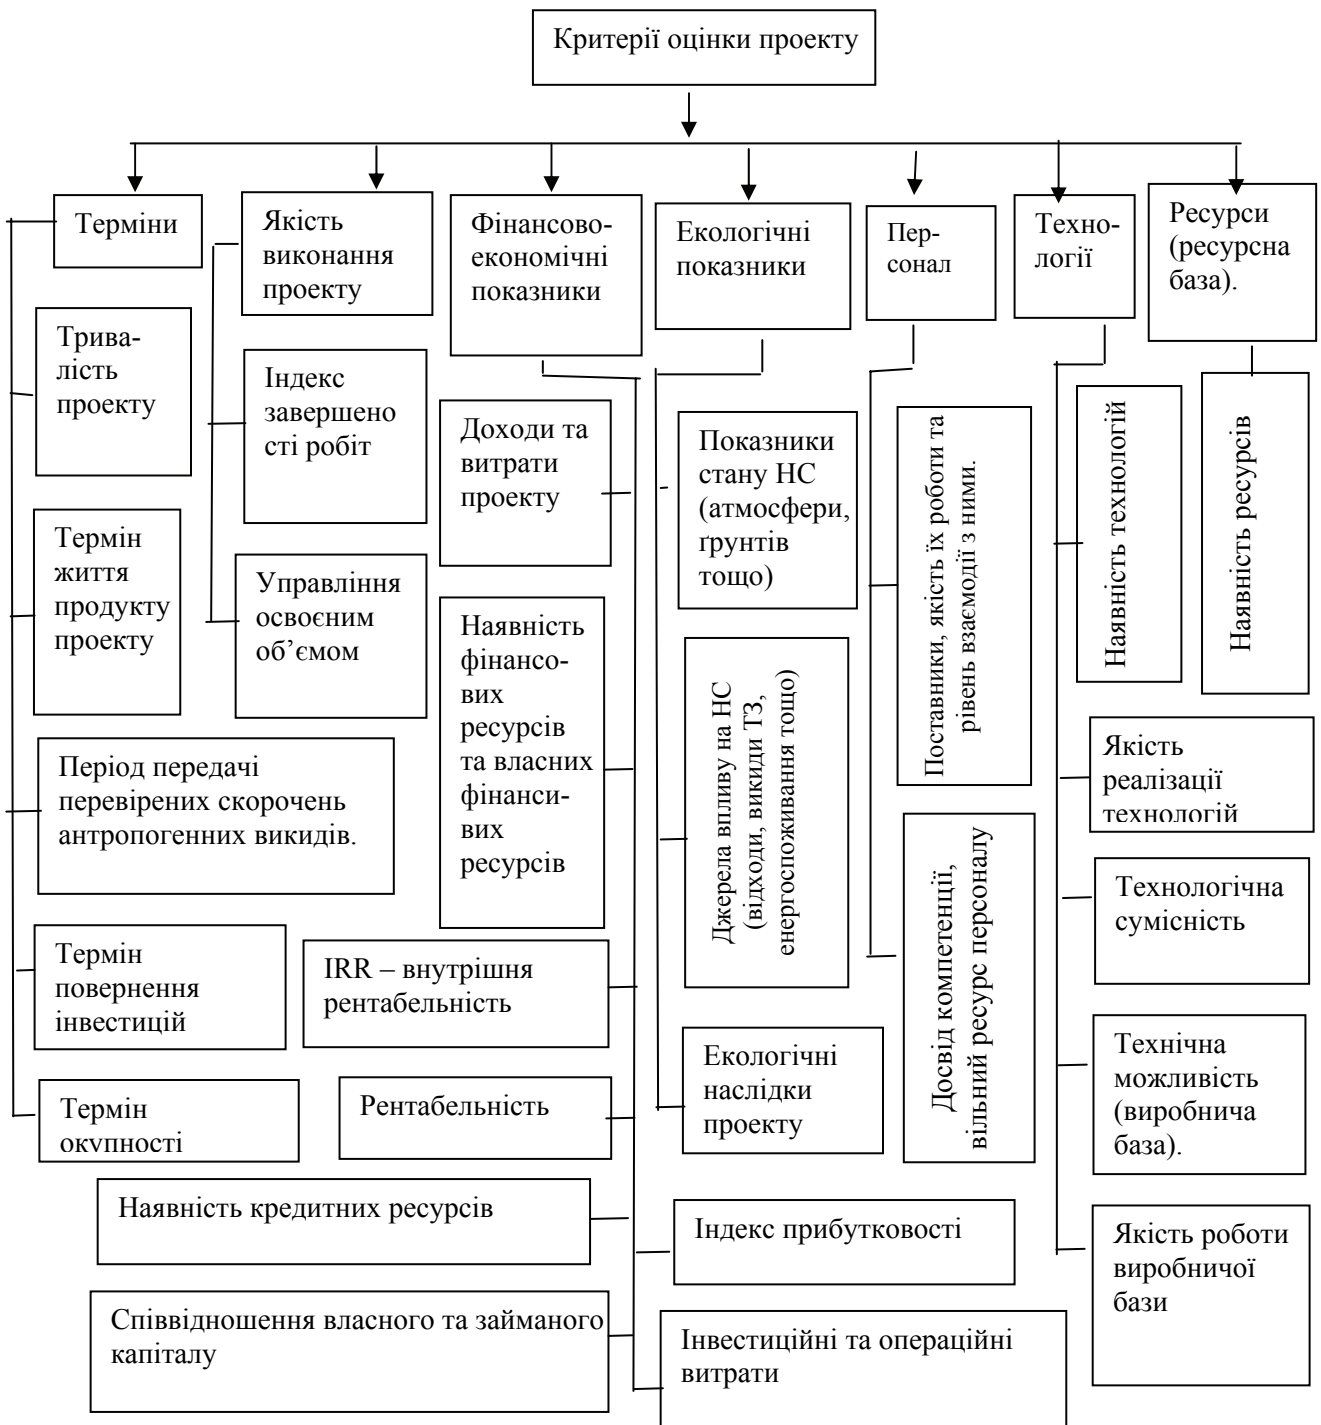 Критерії оцінки проекту
Терміни
Якість
виконання
проекту
Фінансово-
економічні
показники
Екологічні
показники
Пер-
сонал
Техно-
логії
Ресурси
(ресурсна
база).
Трива-
лість
проекту
Термін
життя
продукту
проекту
Період передачі
перевірених скорочень
антропогенних викидів.
Термін
повернення
інвестицій
Термін
окупності
Індекс
завершено
сті робіт
Управління
освоєним
об’ємом
Доходи та
витрати
проекту
Наявність
фінансо-
вих
ресурсів
та власних
фінанси-
вих
ресурсів
IRR – внутрішня
рентабельність
Рентабельність
Наявність кредитних ресурсів
Співвідношення власного та займаного
капіталу
Індекс прибутковості
Інвестиційні та операційні
витрати
Показники
стану НС
(атмосфери,
ґрунтів
тощо)
Джерела впливу на НС
(відходи, викиди ТЗ,
енергоспоживання тощо)
Екологічні
наслідки
проекту
Поставники, якість їх роботи та
рівень взаємодії з ними.
Досвід компетенції,
вільний ресурс персоналу
Наявність технологій
Якість
реалізації
технологій
Технологічна
сумісність
Технічна
можливість
(виробнича
база).
Якість роботи
виробничої
бази
Наявність ресурсів